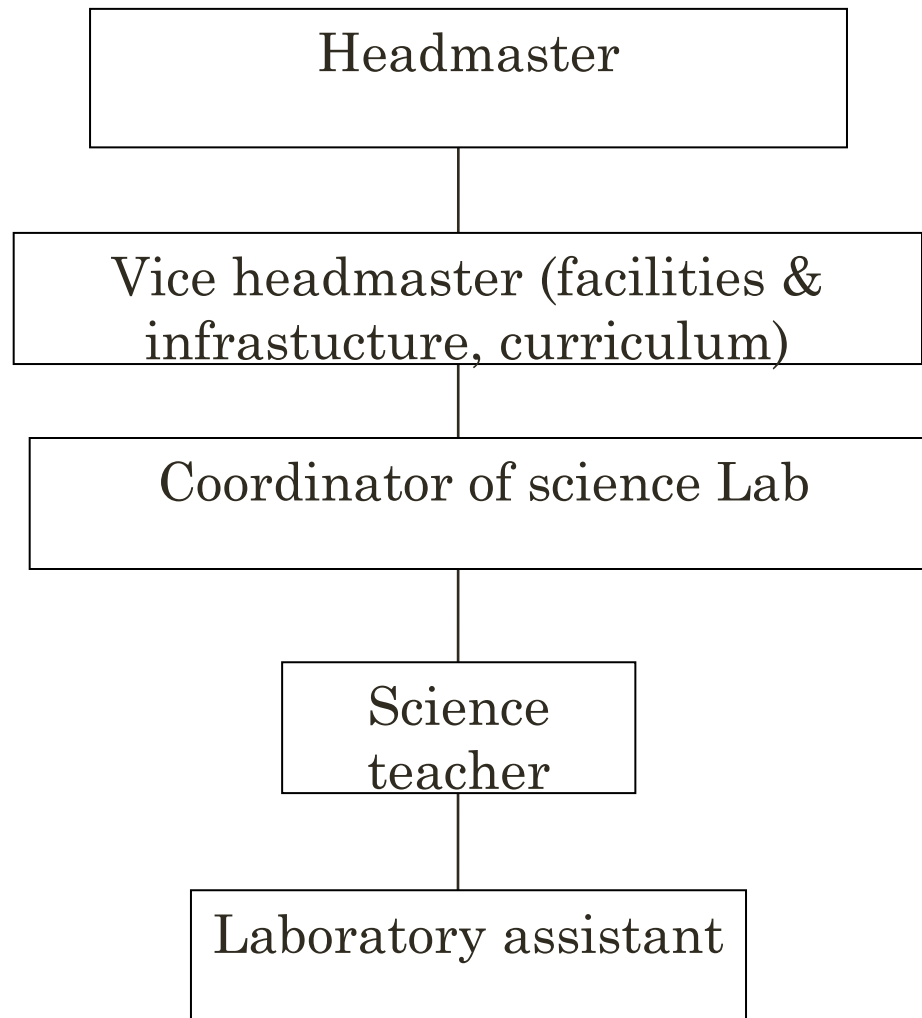 Headmaster
Vice headmaster (facilities &
infrastucture, curriculum)
Coordinator of science Lab
Science
teacher
Laboratory assistant